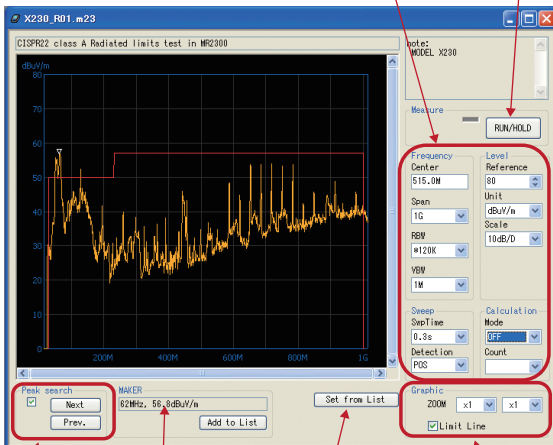 X230_R01.m23
CISPR22 class A Radiated limits test in MR2300
note:
MODEL X230
dBuV/m
80
70
60
50
40
30
20
10
0
200M
400M
600M
800M
1G
Measure
RUN/HOLD
Frequency
Center
515.0M
Span
1G
RBW
*120K
VBW
1M
Level
Reference
80
Unit
dBuV/m
Scale
10dB/D
Sweep
SwpTime
0.3s
Detection
POS
Calculation
Mode
OFF
Count
Peak search
Next
Prev.
MAKER
62MHz, 56.8dBuV/m
Add to List
Set from List
Graphic
ZOOM
x1
x1
Limit Line